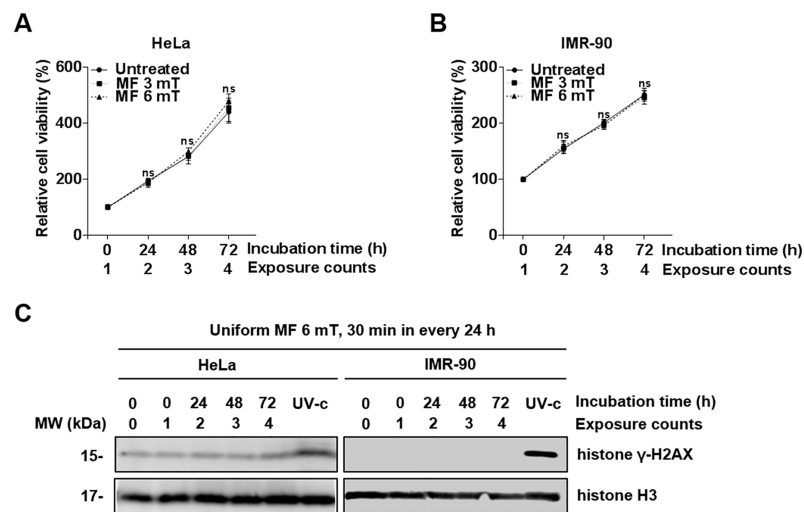 A
HeLa
Relative cell viability (%)
600
400
200
0
Untreated
MF 3 mT
MF 6 mT
ns
ns
ns
0 24 48 72 Incubation time (h)
1 2 3 4 Exposure counts
B
IMR-90
Relative cell viability (%)
300
200
100
0
Untreated
MF 3 mT
MF 6 mT
ns
ns
ns
0 24 48 72 Incubation time (h)
1 2 3 4 Exposure counts
C
Uniform MF 6 mT, 30 min in every 24 h
HeLa IMR-90
0 0 24 48 72 UV-c 0 0 24 48 72 UV-c Incubation time (h)
MW (kDa) 0 1 2 3 4 0 1 2 3 4 Exposure counts
15- histone γ-H2AX
17- histone H3